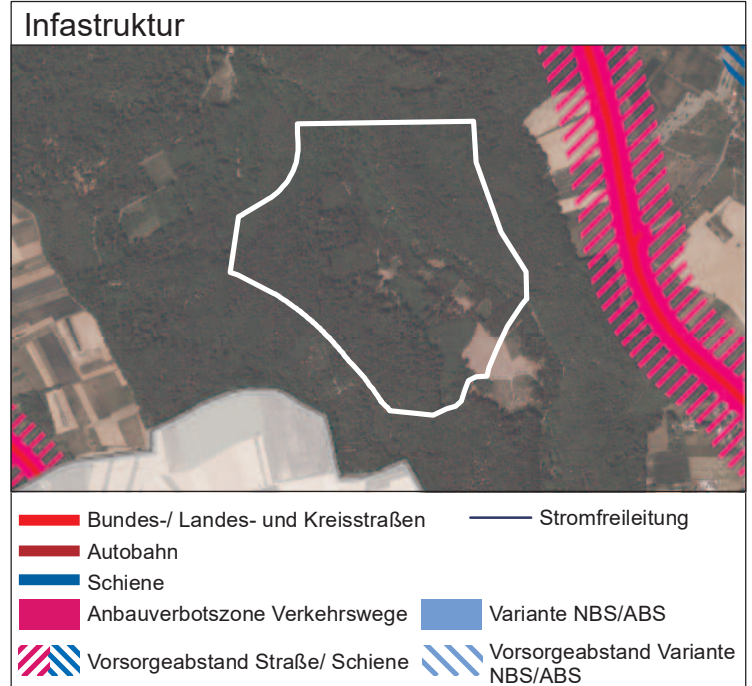 Infastruktur
Bundes-/ Landes- und Kreisstraßen
Stromfreileitung
Autobahn
Schiene
Anbauverbotszone Verkehrswege
Variante NBS/ABS
Vorsorgeabstand Straße/ Schiene
Vorsorgeabstand Variante
NBS/ABS